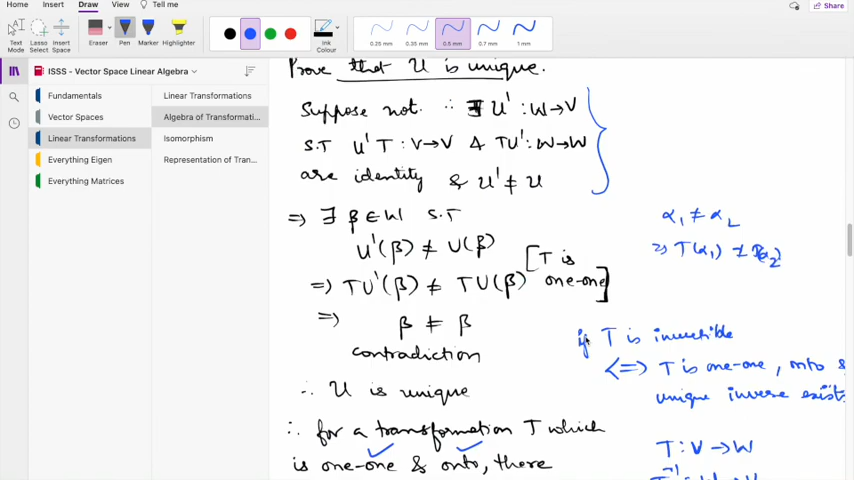 Home Insert Draw View Tell me
Share
Text Mode
Lasso Select
Insert Space
Eraser
Pen
Marker
Highlighter
Ink Colour
0.25 mm
0.35 mm
0.5 mm
0.7 mm
1 mm
ISSS - Vector Space Linear Algebra
Fundamentals
Vector Spaces
Linear Transformations
Everything Eigen
Everything Matrices
Linear Transformations
Algebra of Transformati...
Isomorphism
Representation of Tran...
Prove that U is unique.
Suppose not. ∴ ∃ U' : W→V
S.T U'T : V→V & TU' : W→W
are identity & U' ≠ U
⇒ ∃ β ∈ W S.T
U'(β) ≠ U(β)
⇒ TU'(β) ≠ TU(β) [T is one-one]
⇒ β ≠ β
contradiction
∴ U is unique
∴ for a transformation T which
is one-one & onto, there
α₁ ≠ α₂
⇒ T(α₁) ≠ T(α₂)
if T is invertible
<=> T is one-one, onto &
unique inverse exists
T : V → W
T⁻¹ : W → V